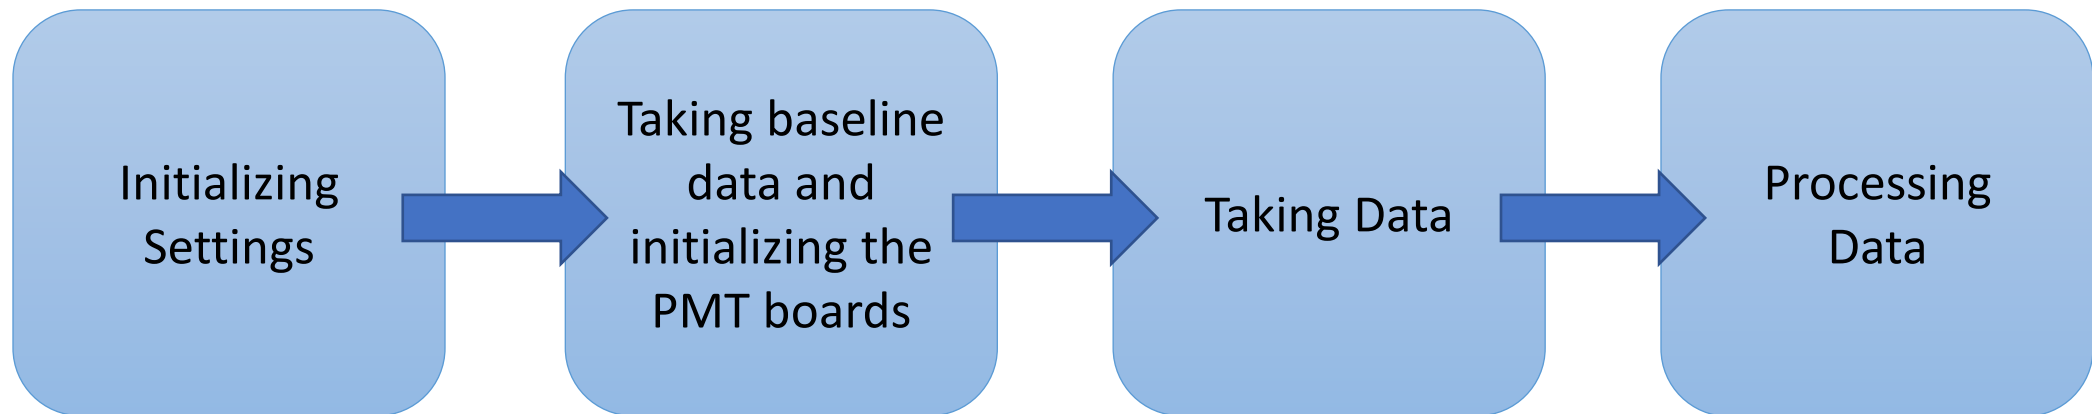 Initializing
Settings
Taking baseline
data and
initializing the
PMT boards
Taking Data
Processing
Data